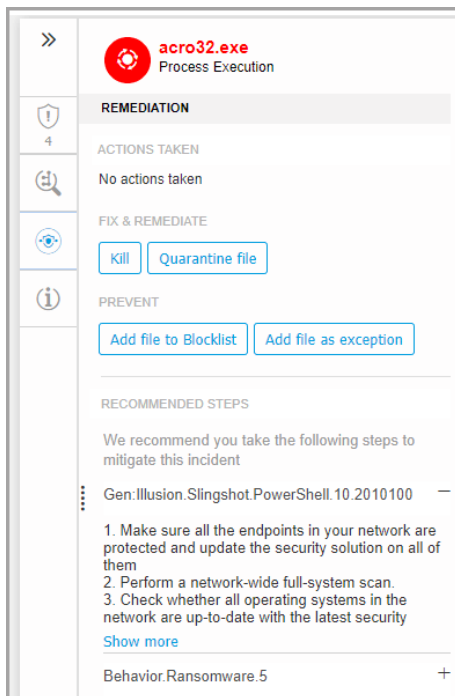 acro32.exe
Process Execution
REMEDIATION
4
ACTIONS TAKEN
No actions taken
FIX & REMEDIATE
Kill
Quarantine file
PREVENT
Add file to Blocklist
Add file as exception
RECOMMENDED STEPS
We recommend you take the following steps to
mitigate this incident
Gen:Illusion.Slingshot.PowerShell.10.2010100
1. Make sure all the endpoints in your network are
protected and update the security solution on all of
them
2. Perform a network-wide full-system scan.
3. Check whether all operating systems in the
network are up-to-date with the latest security
Show more
Behavior.Ransomware.5